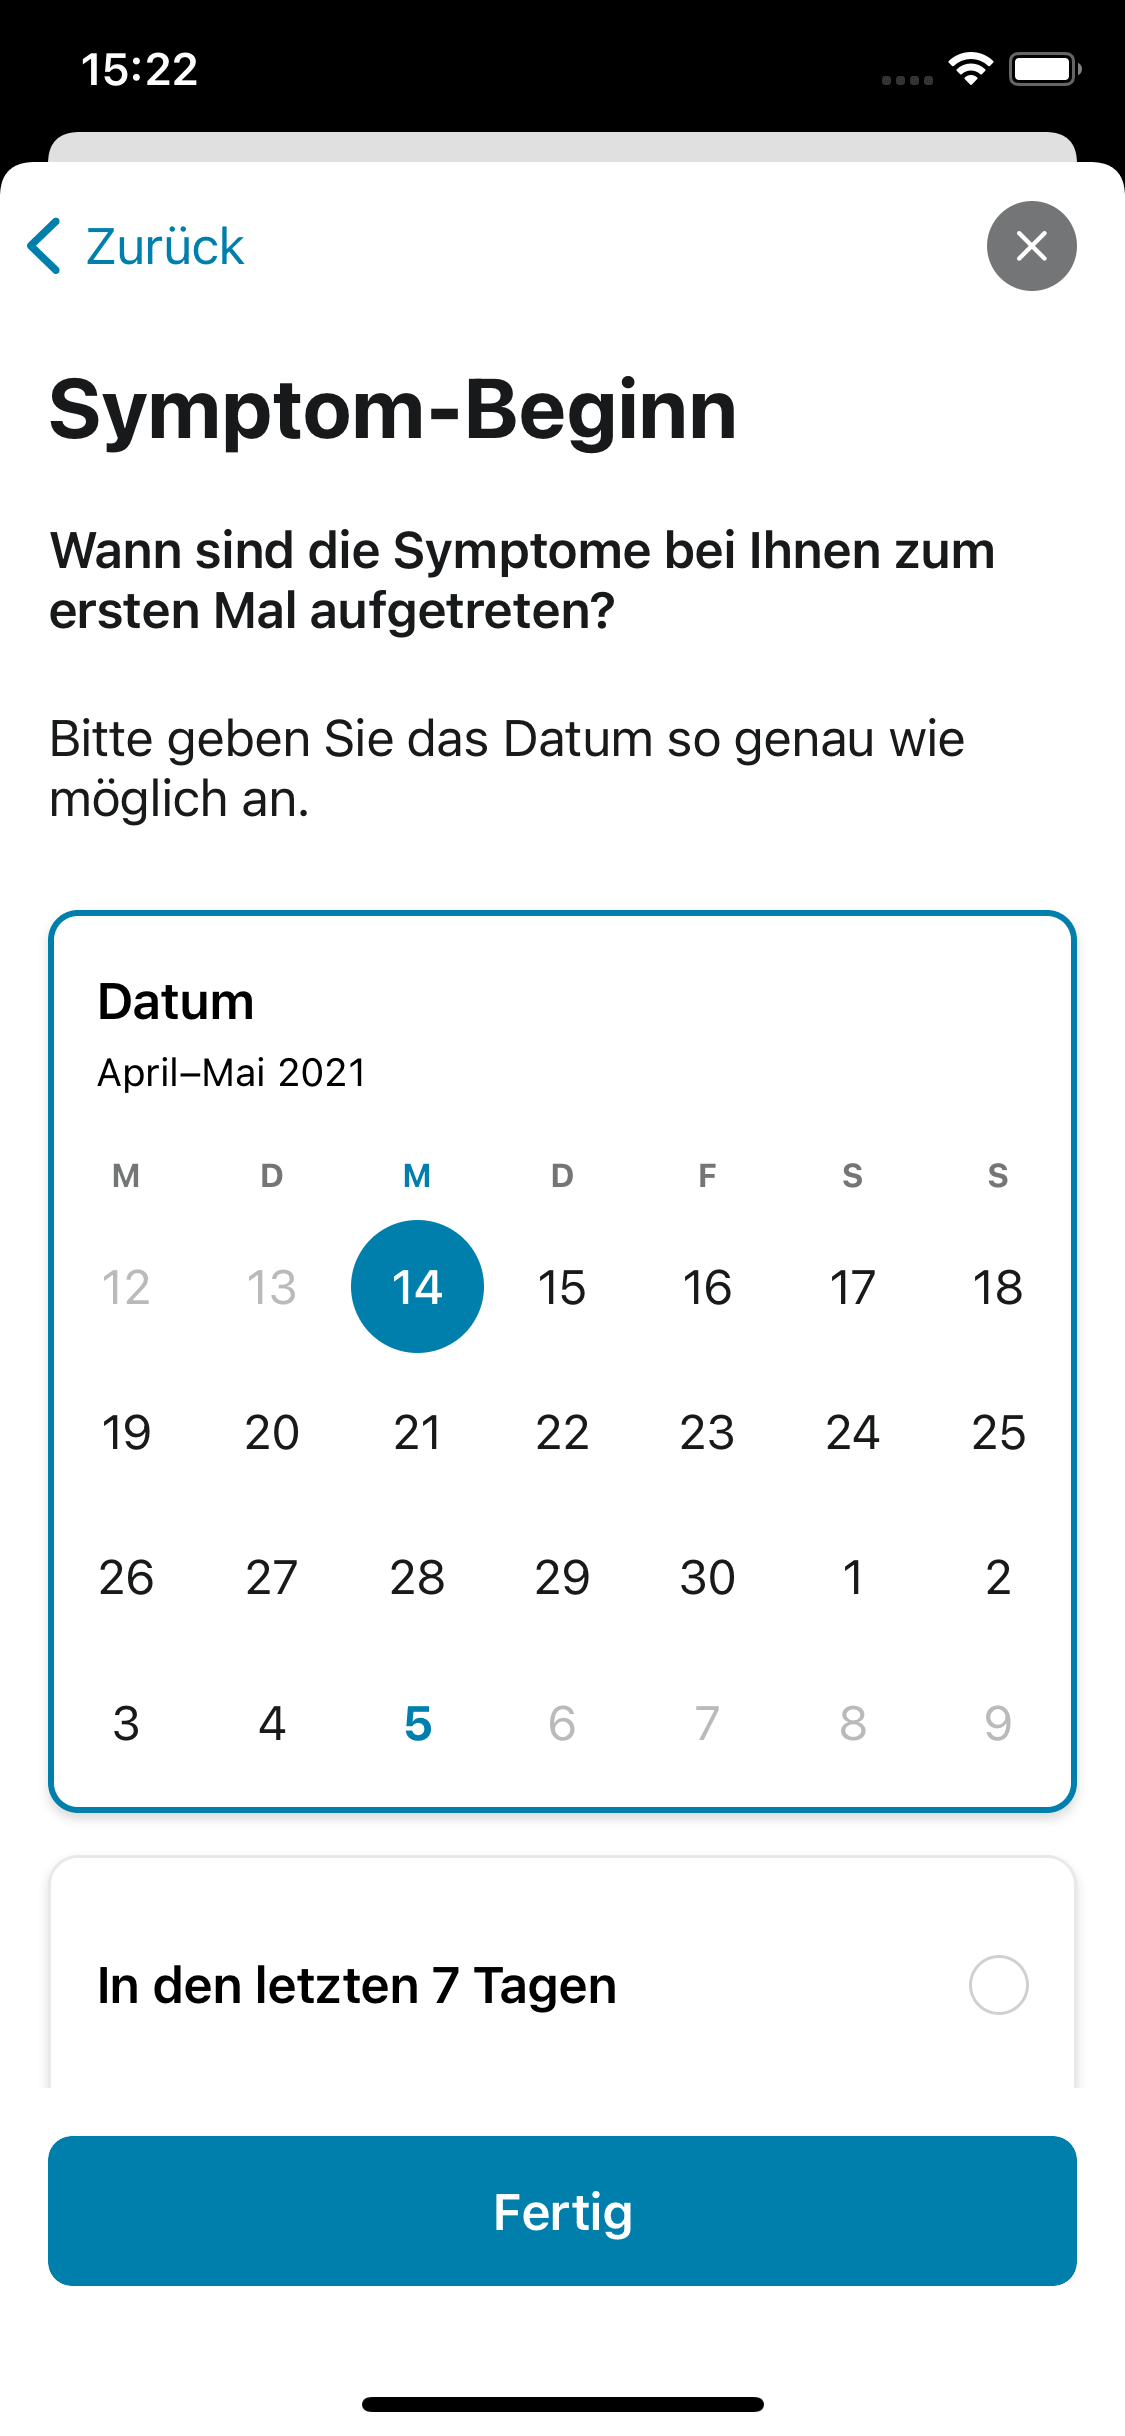 15:22
Zurück
Symptom-Beginn
Wann sind die Symptome bei Ihnen zum
ersten Mal aufgetreten?
Bitte geben Sie das Datum so genau wie
möglich an.
Datum
April–Mai 2021
M D M D F S S
12 13 14 15 16 17 18
19 20 21 22 23 24 25
26 27 28 29 30 1 2
3 4 5 6 7 8 9
In den letzten 7 Tagen
Fertig